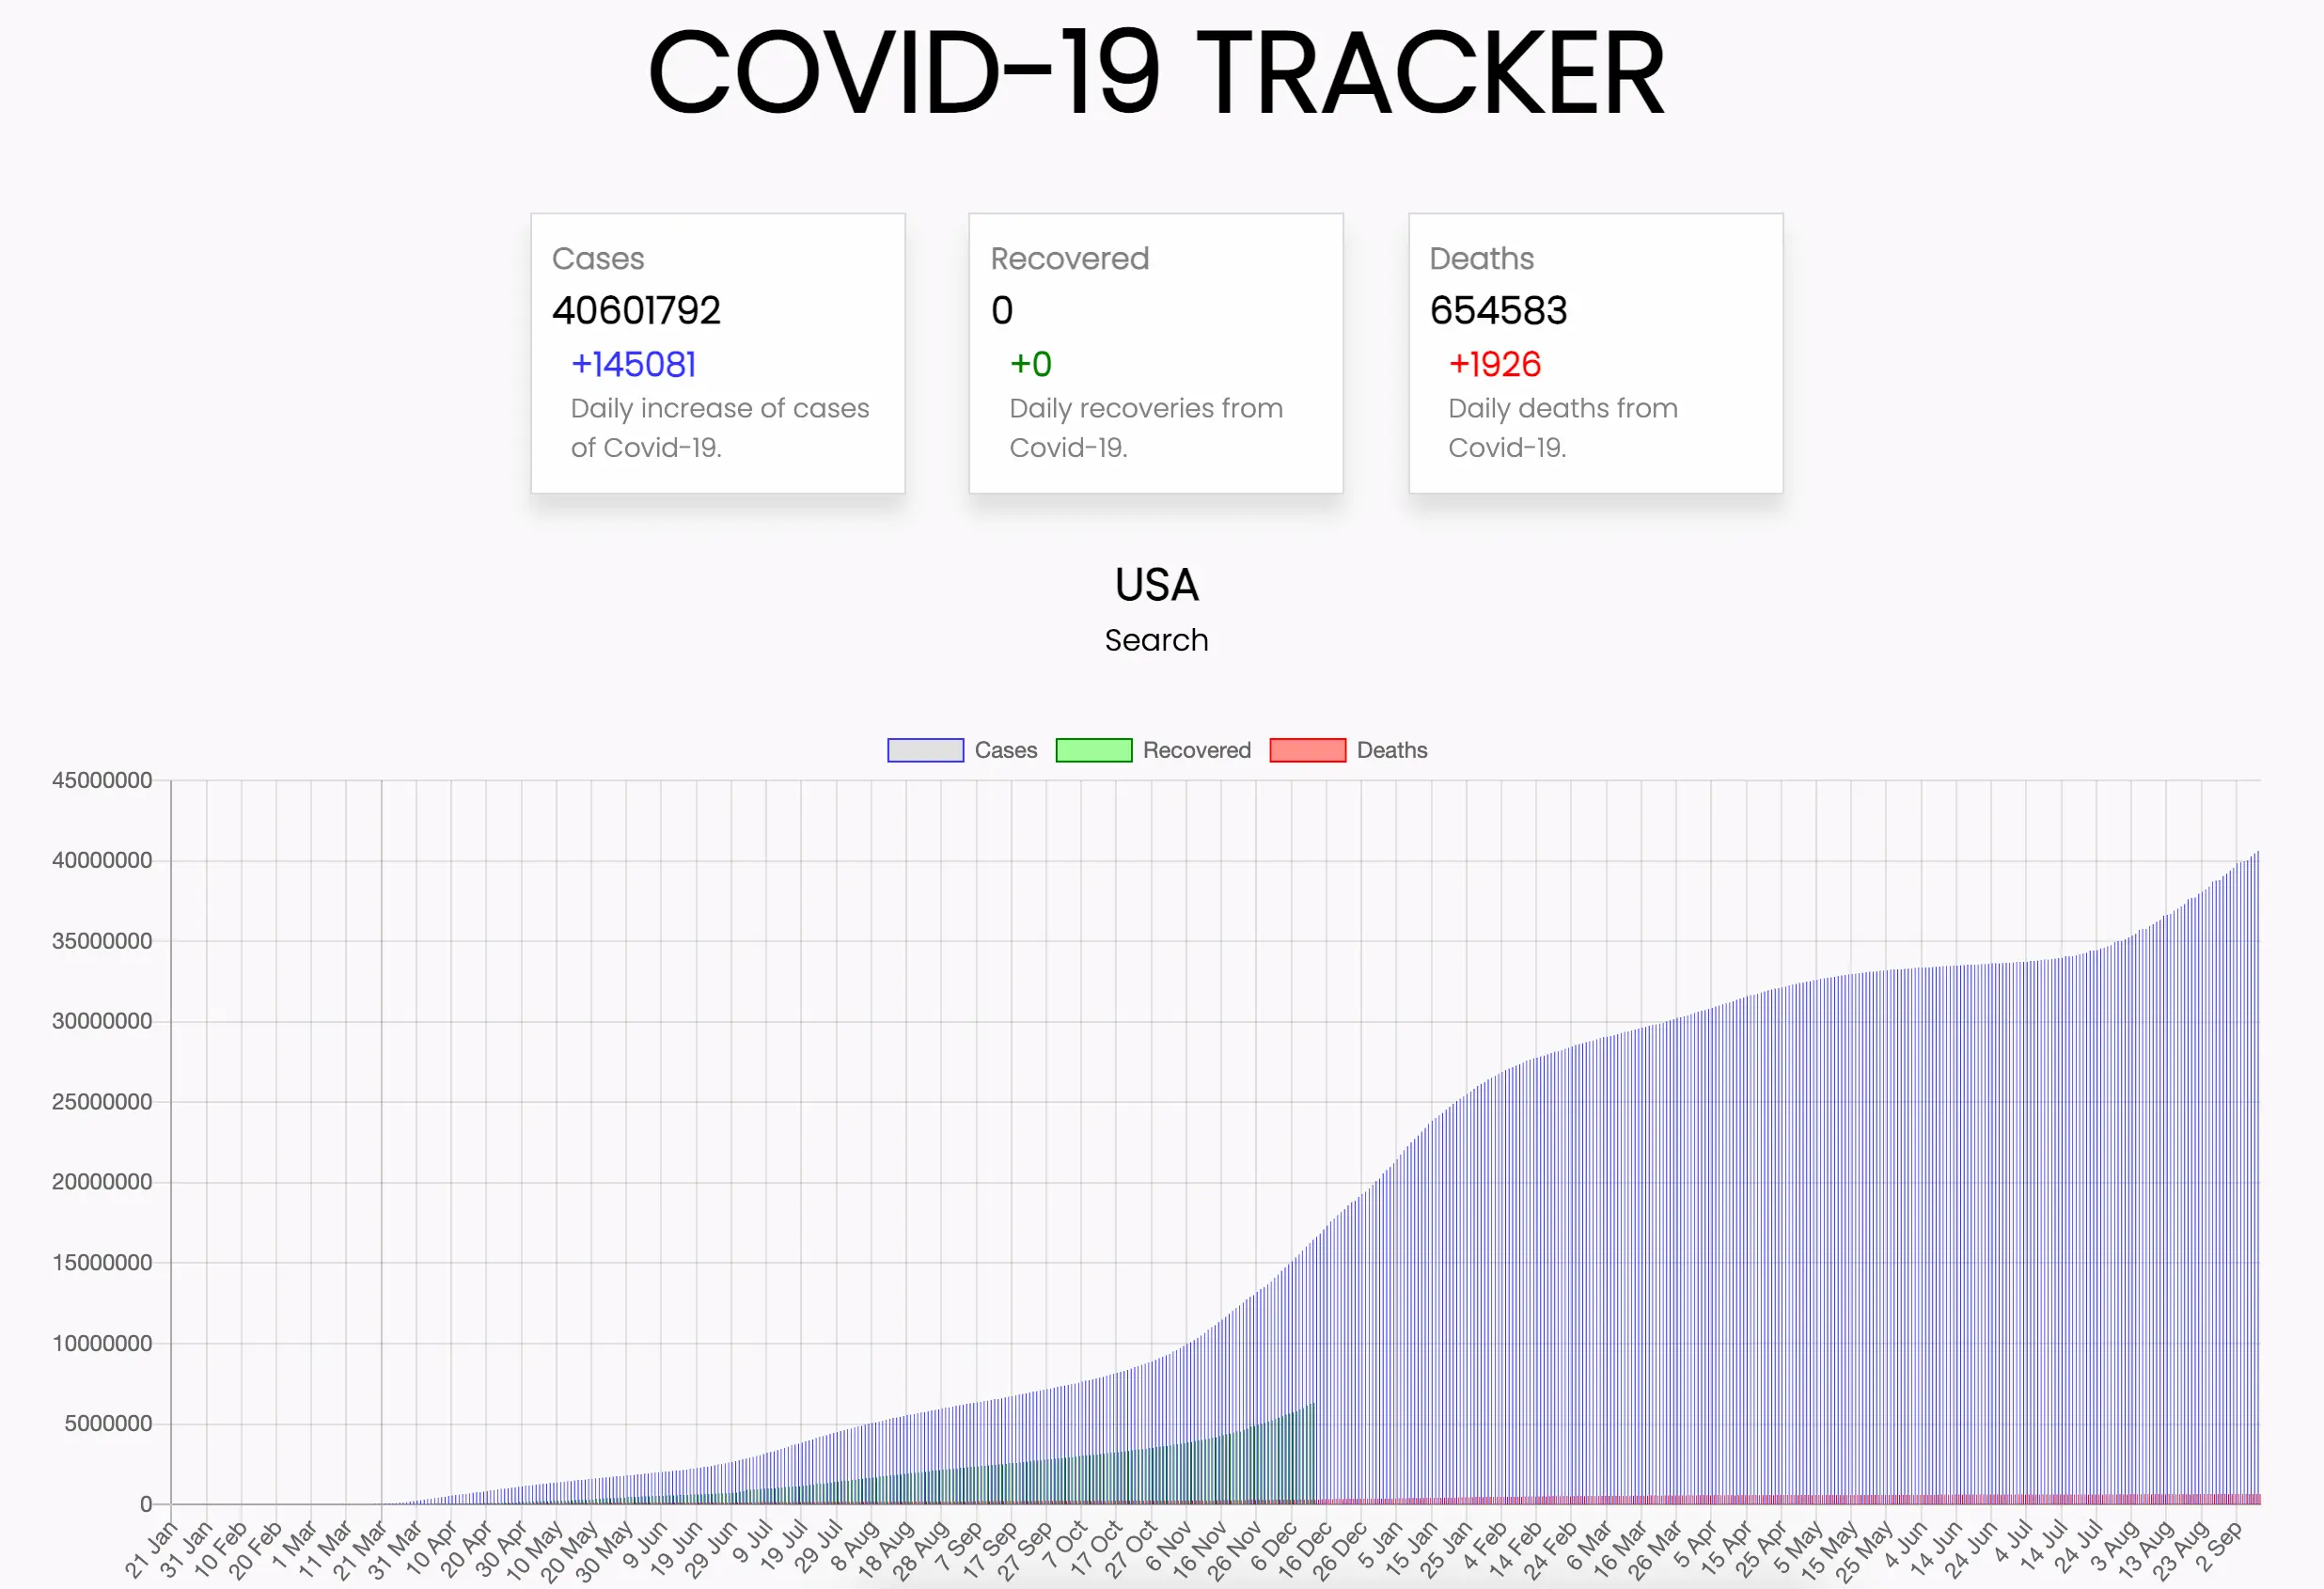 COVID-19 TRACKER
Cases
40601792
+145081
Daily increase of cases
of Covid-19.
Recovered
0
+0
Daily recoveries from
Covid-19.
Deaths
654583
+1926
Daily deaths from
Covid-19.
USA
Search
Cases Recovered Deaths
45000000
40000000
35000000
30000000
25000000
20000000
15000000
10000000
5000000
0
21 Jan
31 Jan
10 Feb
20 Feb
1 Mar
11 Mar
21 Mar
31 Mar
10 Apr
20 Apr
30 Apr
10 May
20 May
30 May
9 Jun
19 Jun
29 Jun
9 Jul
19 Jul
29 Jul
8 Aug
18 Aug
28 Aug
7 Sep
17 Sep
27 Sep
7 Oct
17 Oct
27 Oct
6 Nov
16 Nov
26 Nov
6 Dec
16 Dec
26 Dec
5 Jan
15 Jan
25 Jan
4 Feb
14 Feb
24 Feb
6 Mar
16 Mar
26 Mar
5 Apr
15 Apr
25 Apr
5 May
15 May
25 May
4 Jun
14 Jun
24 Jun
4 Jul
14 Jul
24 Jul
3 Aug
13 Aug
23 Aug
2 Sep